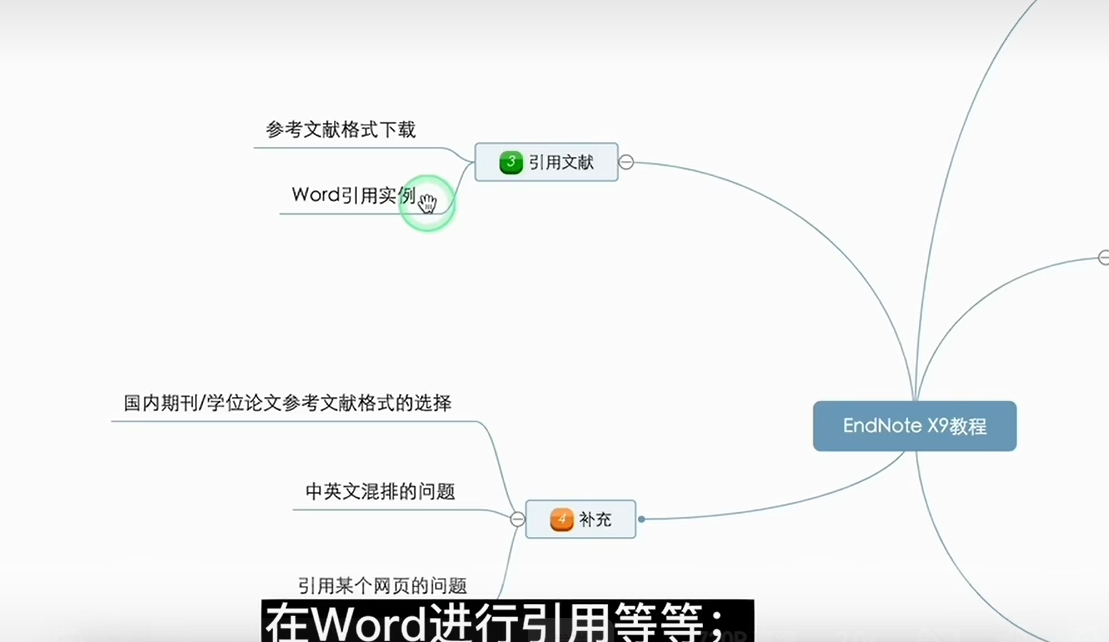 参考文献格式下载
3 引用文献
Word引用实例
国内期刊/学位论文参考文献格式的选择
EndNote X9教程
中英文混排的问题
4 补充
引用某个网页的问题
在Word进行引用等等；